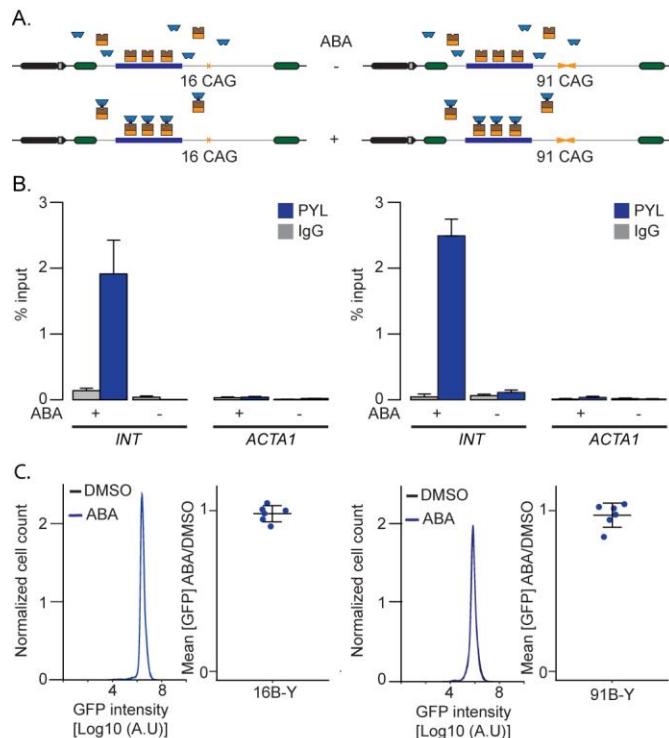 A.
ABA
16 CAG - 91 CAG
16 CAG + 91 CAG
B.
3 PYL 3 PYL
IgG IgG
% input % input
2 2
1 1
0 0
ABA + - + - + - + -
INT ACTA1 INT ACTA1
C.
DMSO DMSO
ABA ABA
Normalized cell count Mean [GFP] ABA/DMSO Normalized cell count Mean [GFP] ABA/DMSO
2 1 2 1
1 1
0 0 0 0
4 8 16B-Y 4 8 91B-Y
GFP intensity GFP intensity
[Log10 (A.U)] [Log10 (A.U)]